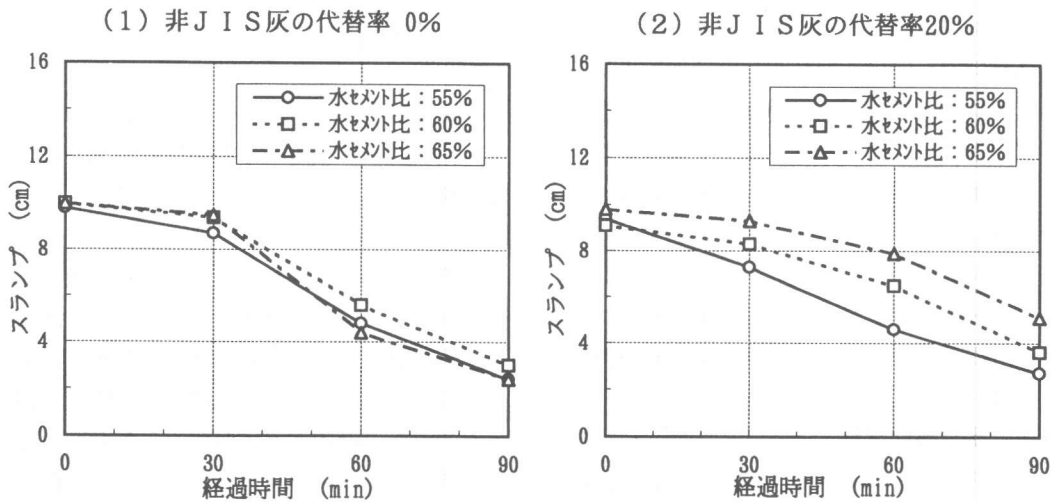 (1) 非JIS灰の代替率 0%
16
12
8
4
0
スランプ (cm)
水セメント比：55%
水セメント比：60%
水セメント比：65%
0 30 60 90
経過時間 (min)
(2) 非JIS灰の代替率20%
16
12
8
4
0
スランプ (cm)
水セメント比：55%
水セメント比：60%
水セメント比：65%
0 30 60 90
経過時間 (min)